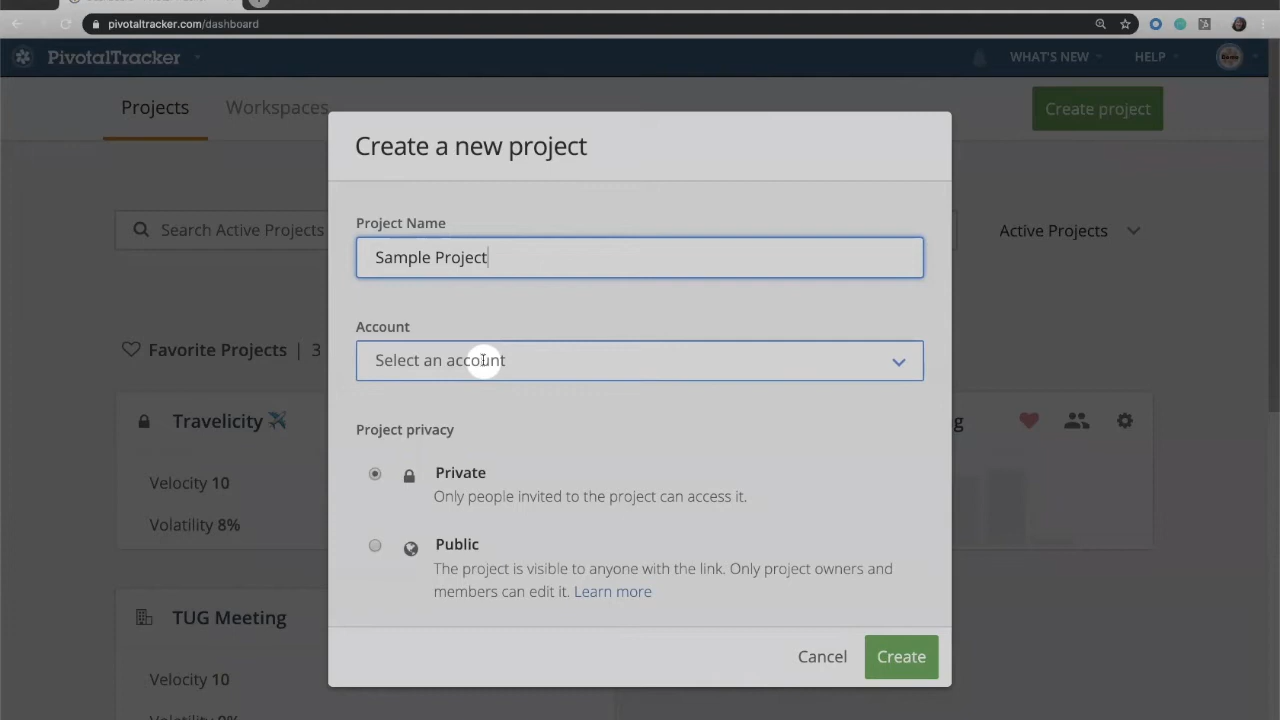 pivotaltracker.com/dashboard
PivotalTracker
WHAT'S NEW
HELP
Projects
Workspaces
Create project
Create a new project
Project Name
Search Active Projects
Sample Project
Active Projects
Account
Favorite Projects | 3
Select an account
Travelicity
Project privacy
Velocity 10
Private
Only people invited to the project can access it.
Volatility 8%
Public
The project is visible to anyone with the link. Only project owners and
members can edit it. Learn more
TUG Meeting
Cancel
Create
Velocity 10